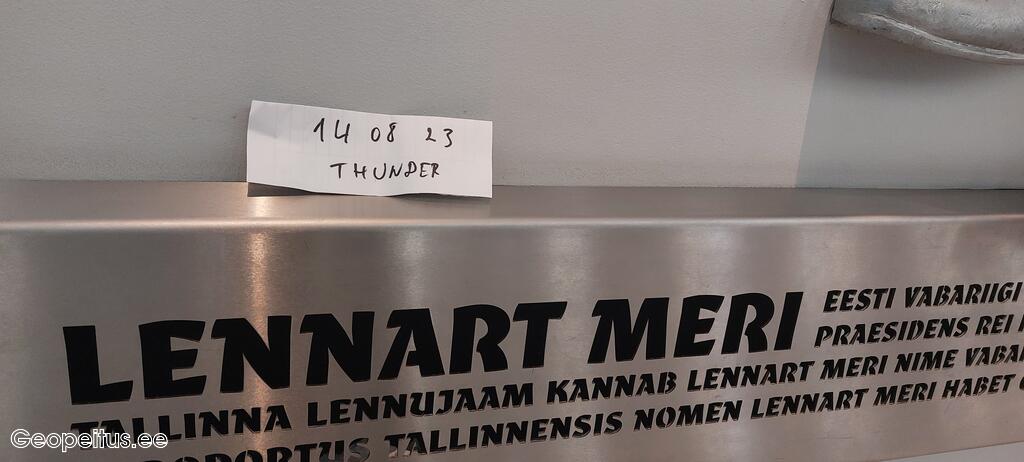 14 08 23
THUNDER
LENNART MERI
EESTI VABARIIGI
PRAESIDENS REI
TALLINNA LENNUJAAM KANNAB LENNART MERI NIME
TALLINNENSIS NOMEN LENNART MERI HABET
Geopeitus.ee